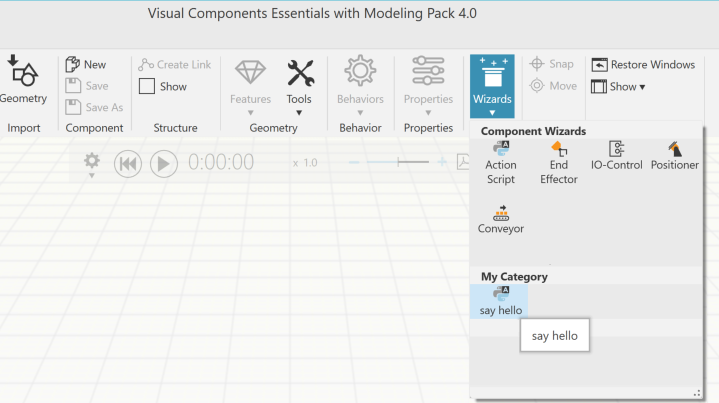 Visual Components Essentials with Modeling Pack 4.0
Geometry
Import
New
Save
Save As
Component
Create Link
Show
Structure
Features
Tools
Geometry
Behaviors
Behavior
Properties
Properties
Wizards
Snap
Move
Restore Windows
Show
0:00:00
x 1.0
Component Wizards
Action
Script
End
Effector
IO-Control
Positioner
Conveyor
My Category
say hello
say hello